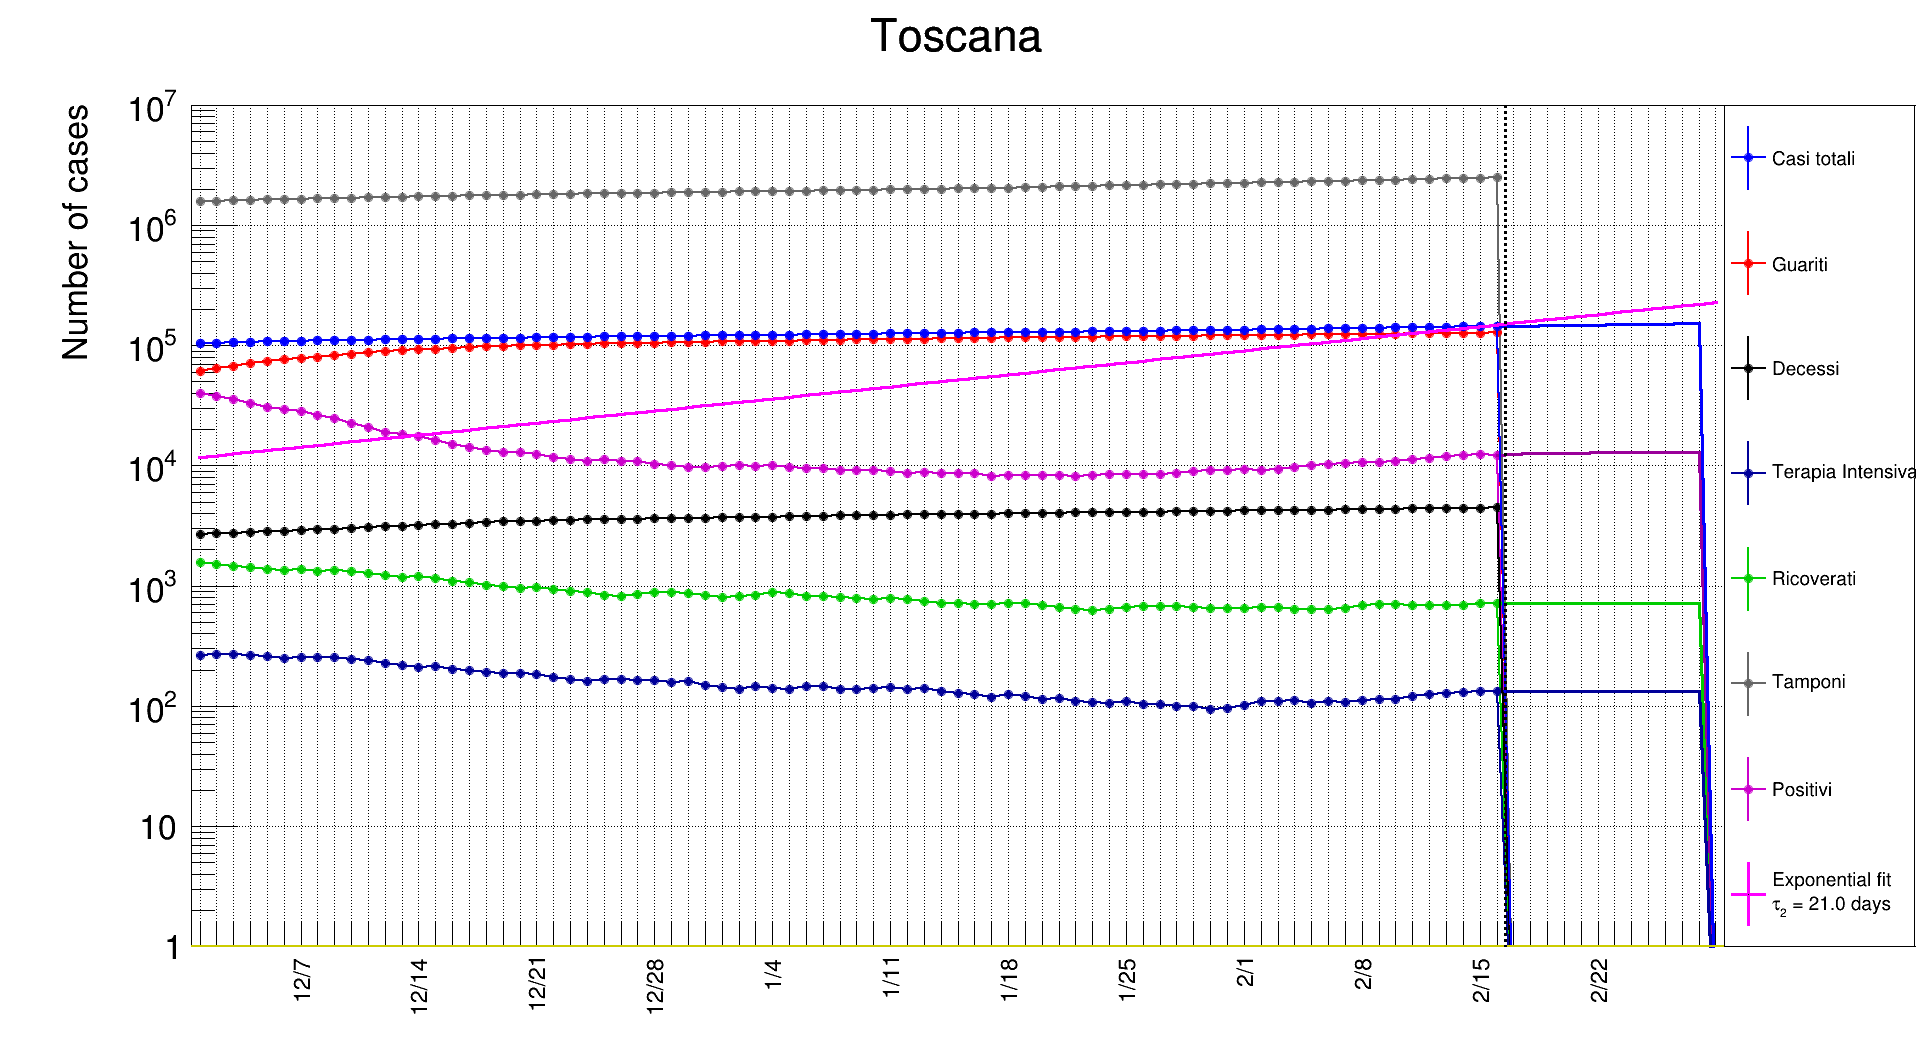 Toscana
Number of cases
10^7
10^6
10^5
10^4
10^3
10^2
10
1
12/7
12/14
12/21
12/28
1/4
1/11
1/18
1/25
2/1
2/8
2/15
2/22
Casi totali
Guariti
Decessi
Terapia Intensiva
Ricoverati
Tamponi
Positivi
Exponential fit
τ_2 = 21.0 days